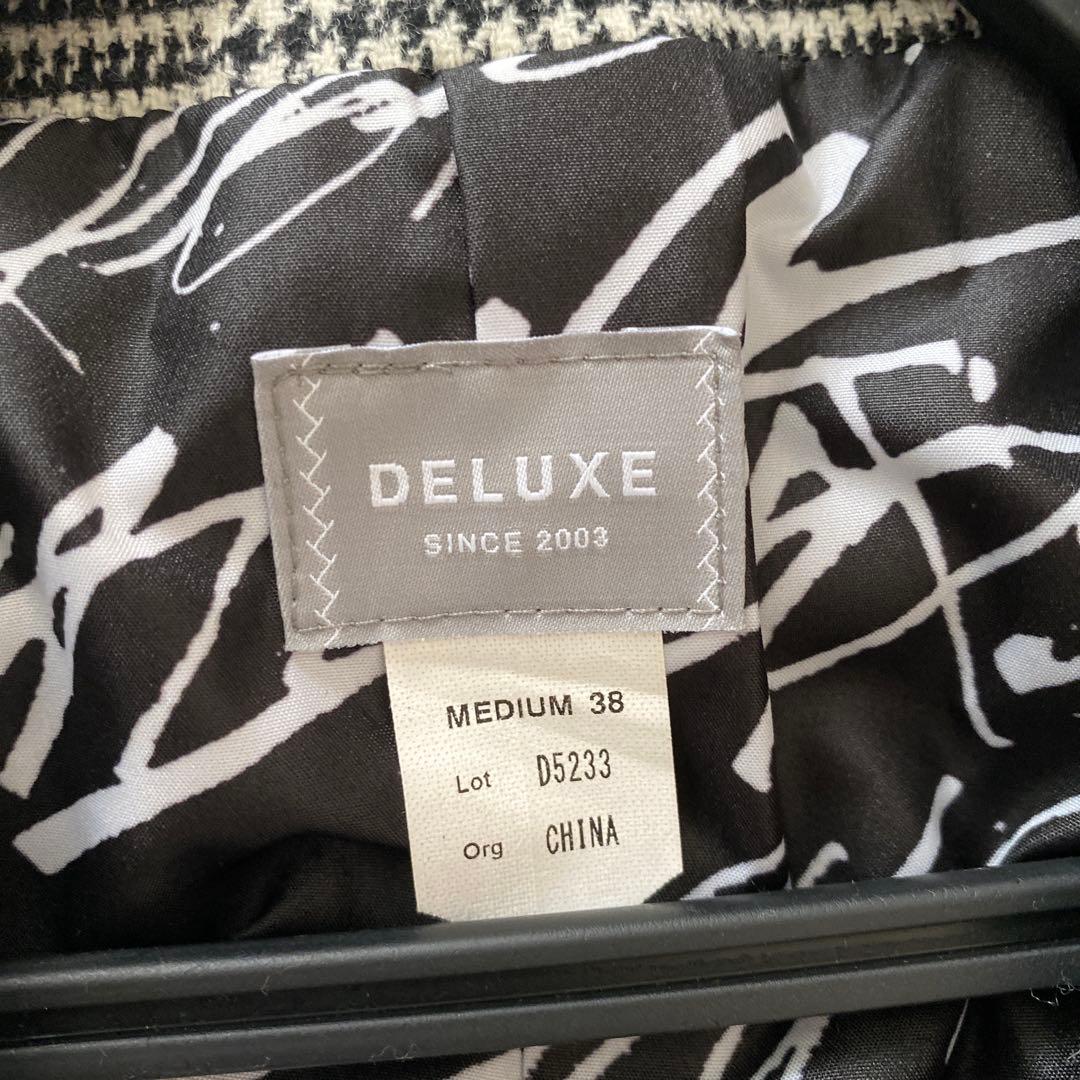 DELUXE
SINCE 2003
MEDIUM 38
Lot D5233
Org CHINA